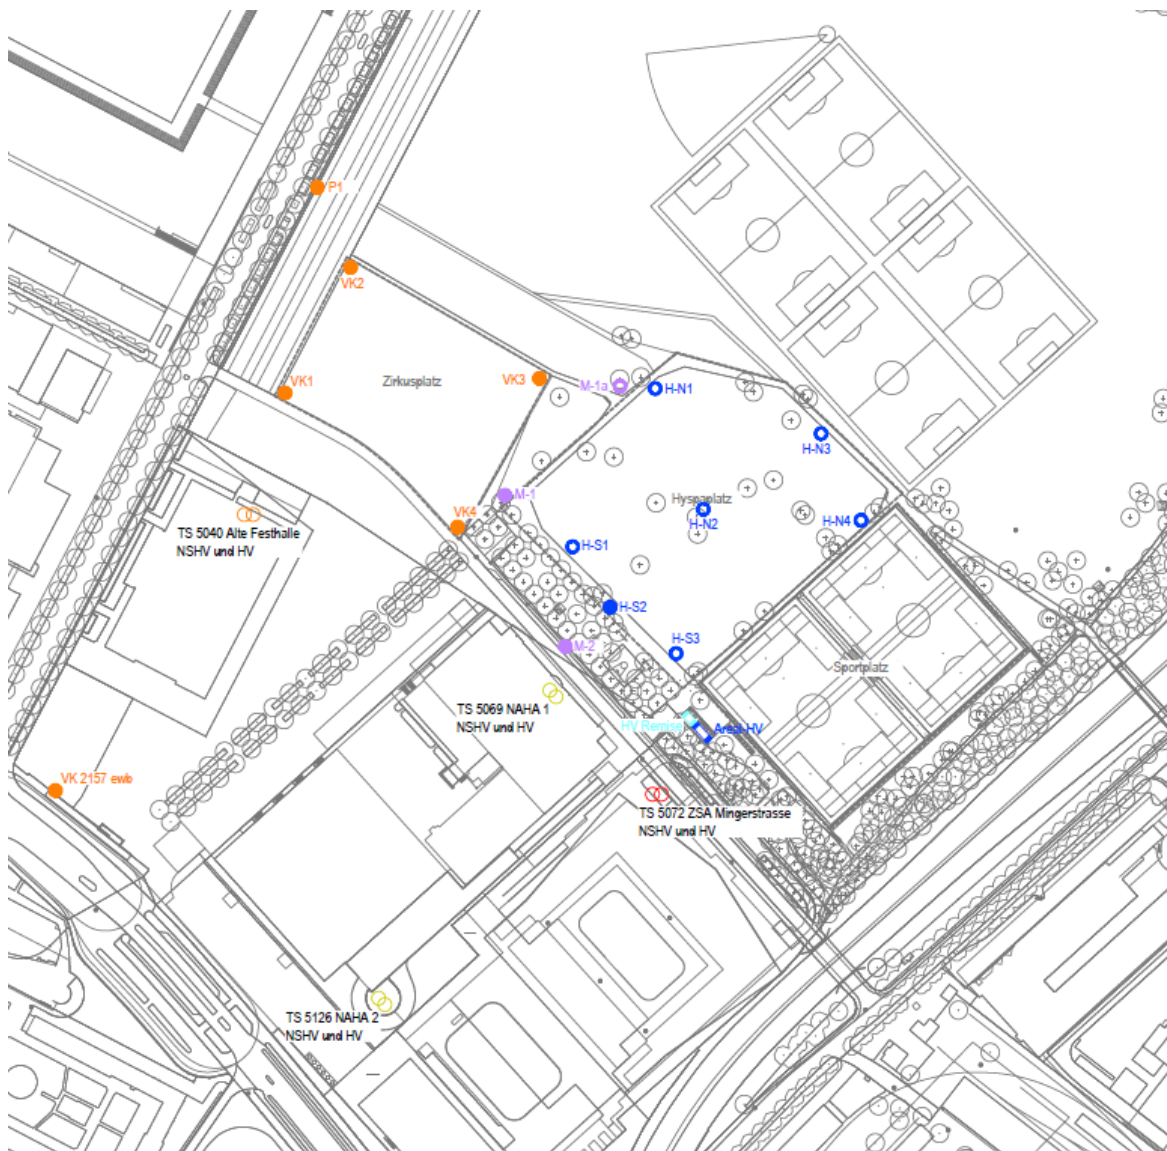 P1
VK2
VK1
Zirkusplatz
VK3
M-1a
H-N1
H-N3
M-1
Hyspaplatz
H-N2
H-N4
VK4
TS 5040 Alte Festhalle
NSHV und HV
H-S1
H-S2
M-2
H-S3
Sportplatz
TS 5069 NAHA 1
NSHV und HV
HV Remise
Areal-HV
VK 2157 ewb
TS 5072 ZSA Mingerstrasse
NSHV und HV
TS 5126 NAHA 2
NSHV und HV